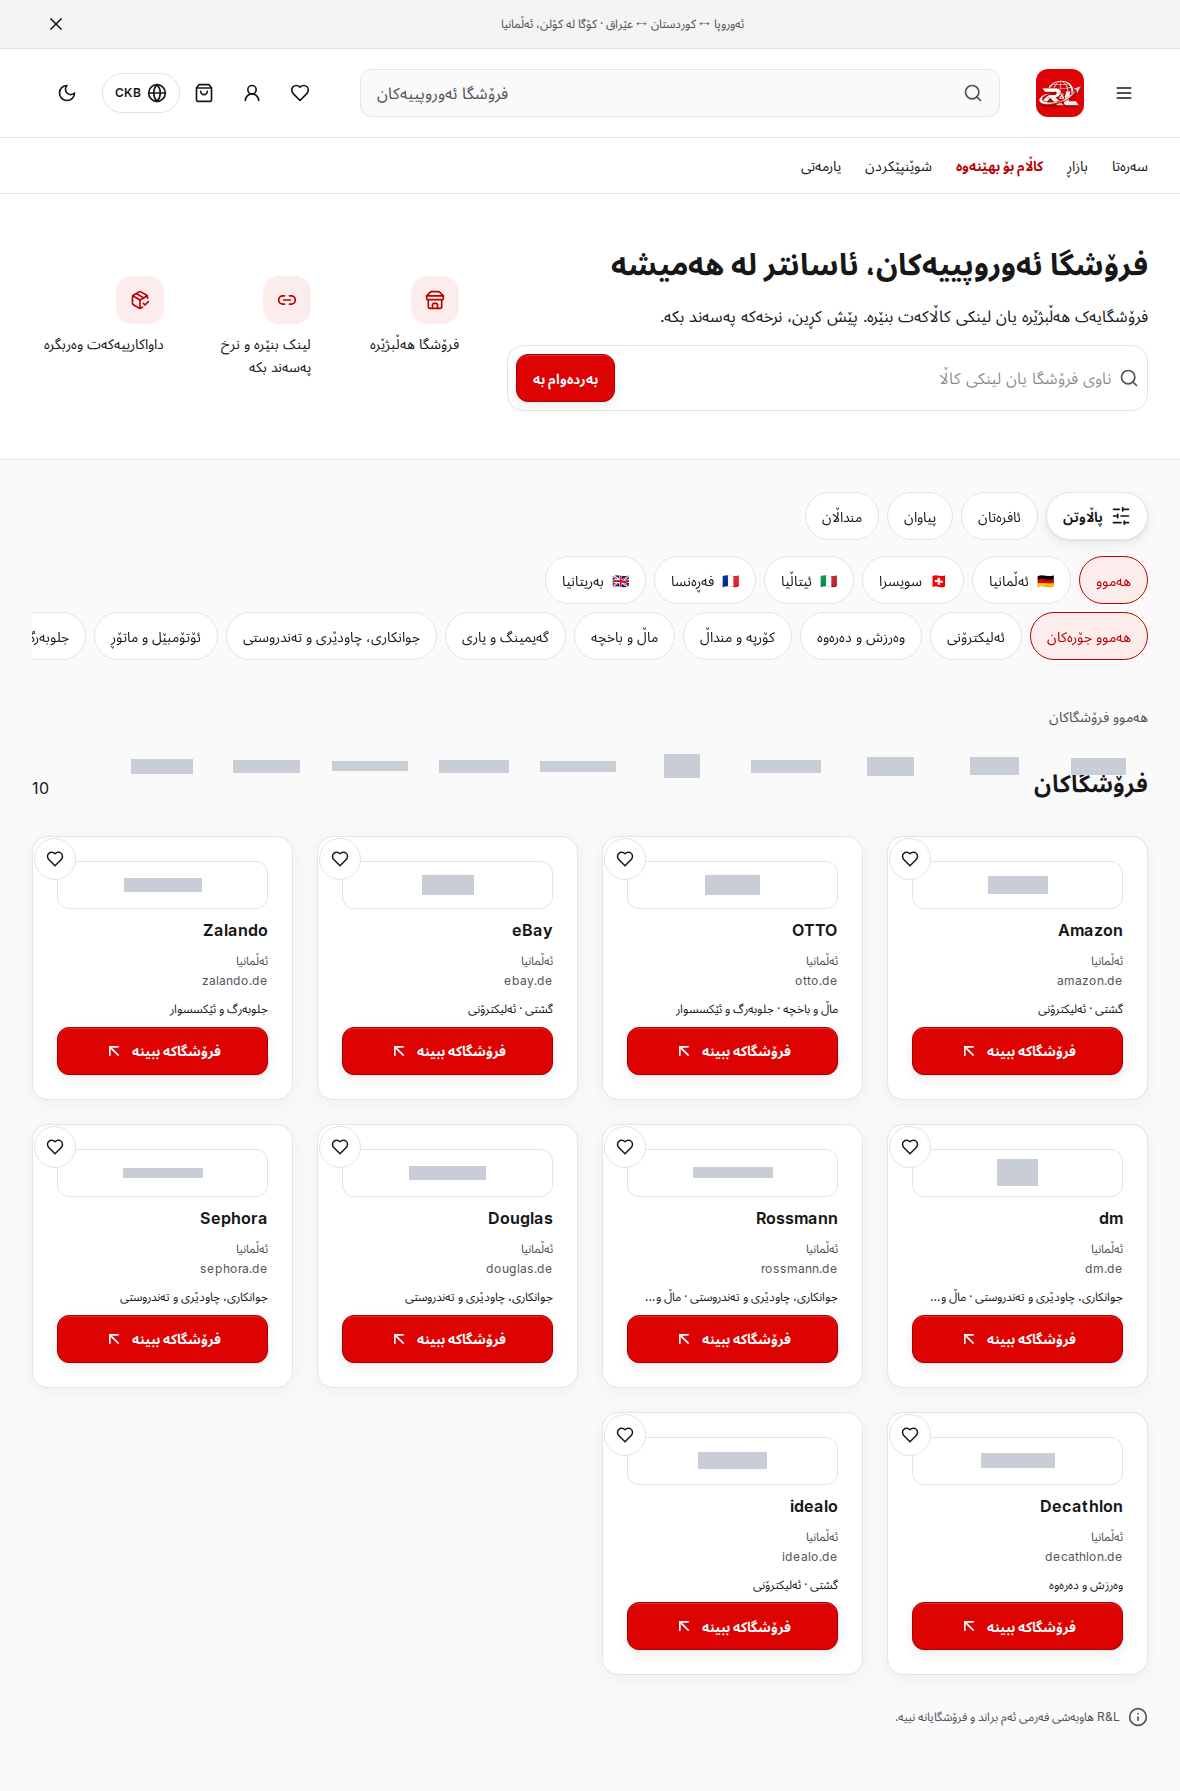 ئەوروپا ↔ کوردستان ↔ عێراق · کۆگا لە کۆلن، ئەڵمانیا
فرۆشگا ئەوروپییەکان
CKB
سەرەتا
بازاڕ
کاڵام بۆ بهێنەوە
شوێنپێکردن
یارمەتی
فرۆشگا ئەوروپییەکان، ئاسانتر لە هەمیشە
فرۆشگایەک هەڵبژێرە یان لینکی کاڵاکەت بنێرە. پێش کڕین، نرخەکە پەسەند بکە.
ناوی فرۆشگا یان لینکی کاڵا
بەردەوام بە
فرۆشگا هەڵبژێرە
لینک بنێرە و نرخ
پەسەند بکە
داواکارییەکەت وەربگرە
پاڵاوتن
ئافرەتان
پیاوان
منداڵان
هەموو
ئەڵمانیا
سویسرا
ئیتاڵیا
فەڕەنسا
بەریتانیا
هەموو جۆرەکان
ئەلیکترۆنی
وەرزش و دەرەوە
کۆرپە و منداڵ
ماڵ و باخچە
گەیمینگ و یاری
جوانکاری، چاودێری و تەندروستی
ئۆتۆمبێل و ماتۆڕ
هەموو فرۆشگاکان
فرۆشگاکان
10
Amazon
ئەڵمانیا
amazon.de
گشتی · ئەلیکترۆنی
فرۆشگاکە ببینە
OTTO
ئەڵمانیا
otto.de
ماڵ و باخچە · جلوبەرگ و ئێکسسوار
فرۆشگاکە ببینە
eBay
ئەڵمانیا
ebay.de
گشتی · ئەلیکترۆنی
فرۆشگاکە ببینە
Zalando
ئەڵمانیا
zalando.de
جلوبەرگ و ئێکسسوار
فرۆشگاکە ببینە
dm
ئەڵمانیا
dm.de
جوانکاری، چاودێری و تەندروستی · ماڵ و...
فرۆشگاکە ببینە
Rossmann
ئەڵمانیا
rossmann.de
جوانکاری، چاودێری و تەندروستی · ماڵ و...
فرۆشگاکە ببینە
Douglas
ئەڵمانیا
douglas.de
جوانکاری، چاودێری و تەندروستی
فرۆشگاکە ببینە
Sephora
ئەڵمانیا
sephora.de
جوانکاری، چاودێری و تەندروستی
فرۆشگاکە ببینە
Decathlon
ئەڵمانیا
decathlon.de
وەرزش و دەرەوە
فرۆشگاکە ببینە
idealo
ئەڵمانیا
idealo.de
گشتی · ئەلیکترۆنی
فرۆشگاکە ببینە
R&L هاوبەشی فەرمی ئەم براند و فرۆشگایانە نییە.